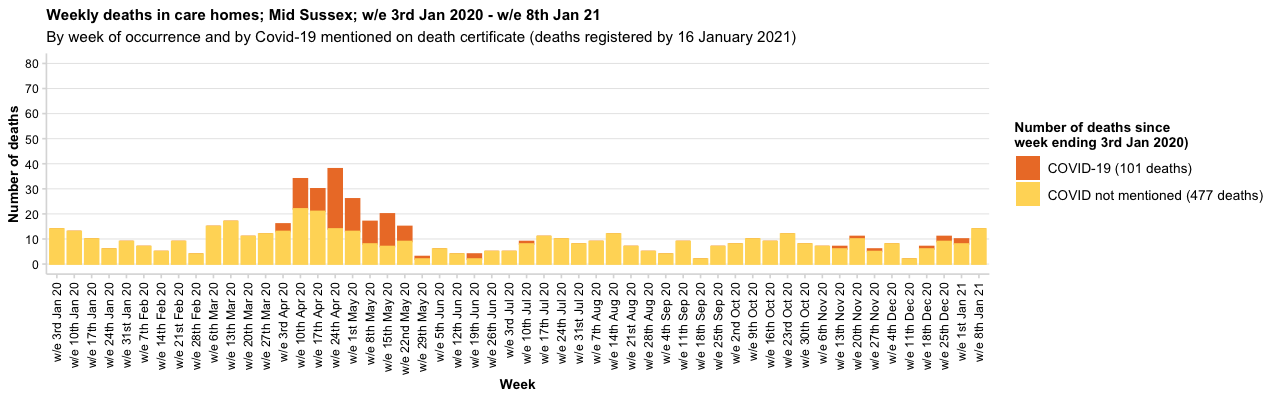 Weekly deaths in care homes; Mid Sussex; w/e 3rd Jan 2020 - w/e 8th Jan 21
By week of occurrence and by Covid-19 mentioned on death certificate (deaths registered by 16 January 2021)
Number of deaths
80
70
60
50
40
30
20
10
0
w/e 3rd Jan 20
w/e 10th Jan 20
w/e 17th Jan 20
w/e 24th Jan 20
w/e 31st Jan 20
w/e 7th Feb 20
w/e 14th Feb 20
w/e 21st Feb 20
w/e 28th Feb 20
w/e 6th Mar 20
w/e 13th Mar 20
w/e 20th Mar 20
w/e 27th Mar 20
w/e 3rd Apr 20
w/e 10th Apr 20
w/e 17th Apr 20
w/e 24th Apr 20
w/e 1st May 20
w/e 8th May 20
w/e 15th May 20
w/e 22nd May 20
w/e 29th May 20
w/e 5th Jun 20
w/e 12th Jun 20
w/e 19th Jun 20
w/e 26th Jun 20
w/e 3rd Jul 20
w/e 10th Jul 20
w/e 17th Jul 20
w/e 24th Jul 20
w/e 31st Jul 20
w/e 7th Aug 20
w/e 14th Aug 20
w/e 21st Aug 20
w/e 28th Aug 20
w/e 4th Sep 20
w/e 11th Sep 20
w/e 18th Sep 20
w/e 25th Sep 20
w/e 2nd Oct 20
w/e 9th Oct 20
w/e 16th Oct 20
w/e 23rd Oct 20
w/e 30th Oct 20
w/e 6th Nov 20
w/e 13th Nov 20
w/e 20th Nov 20
w/e 27th Nov 20
w/e 4th Dec 20
w/e 11th Dec 20
w/e 18th Dec 20
w/e 25th Dec 20
w/e 1st Jan 21
w/e 8th Jan 21
Week
Number of deaths since
week ending 3rd Jan 2020)
COVID-19 (101 deaths)
COVID not mentioned (477 deaths)